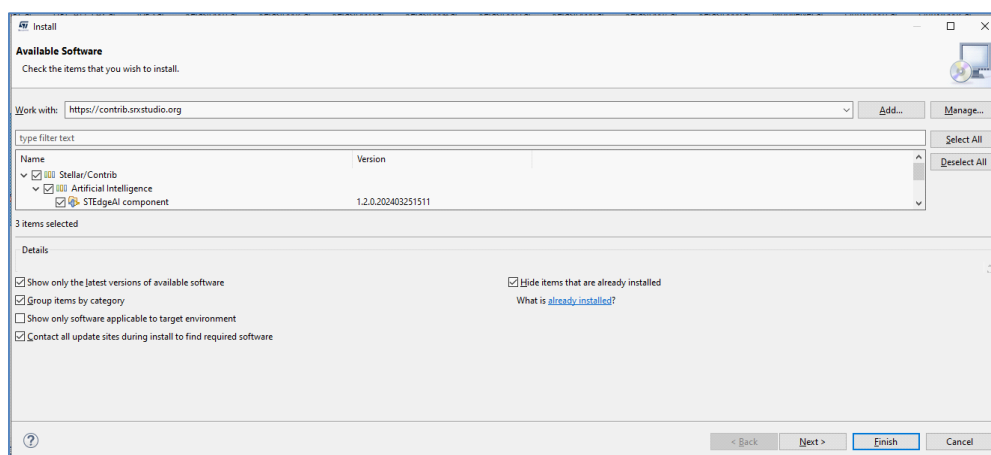 Install
Available Software
Check the items that you wish to install.
Work with: https://contrib.srxstudio.org Add... Manage...
type filter text Select All
Name Version Deselect All
Stellar/Contrib
Artificial Intelligence
STEdgeAI component 1.2.0.202403251511
3 items selected
Details
Show only the latest versions of available software Hide items that are already installed
Group items by category What is already installed?
Show only software applicable to target environment
Contact all update sites during install to find required software
< Back Next > Finish Cancel